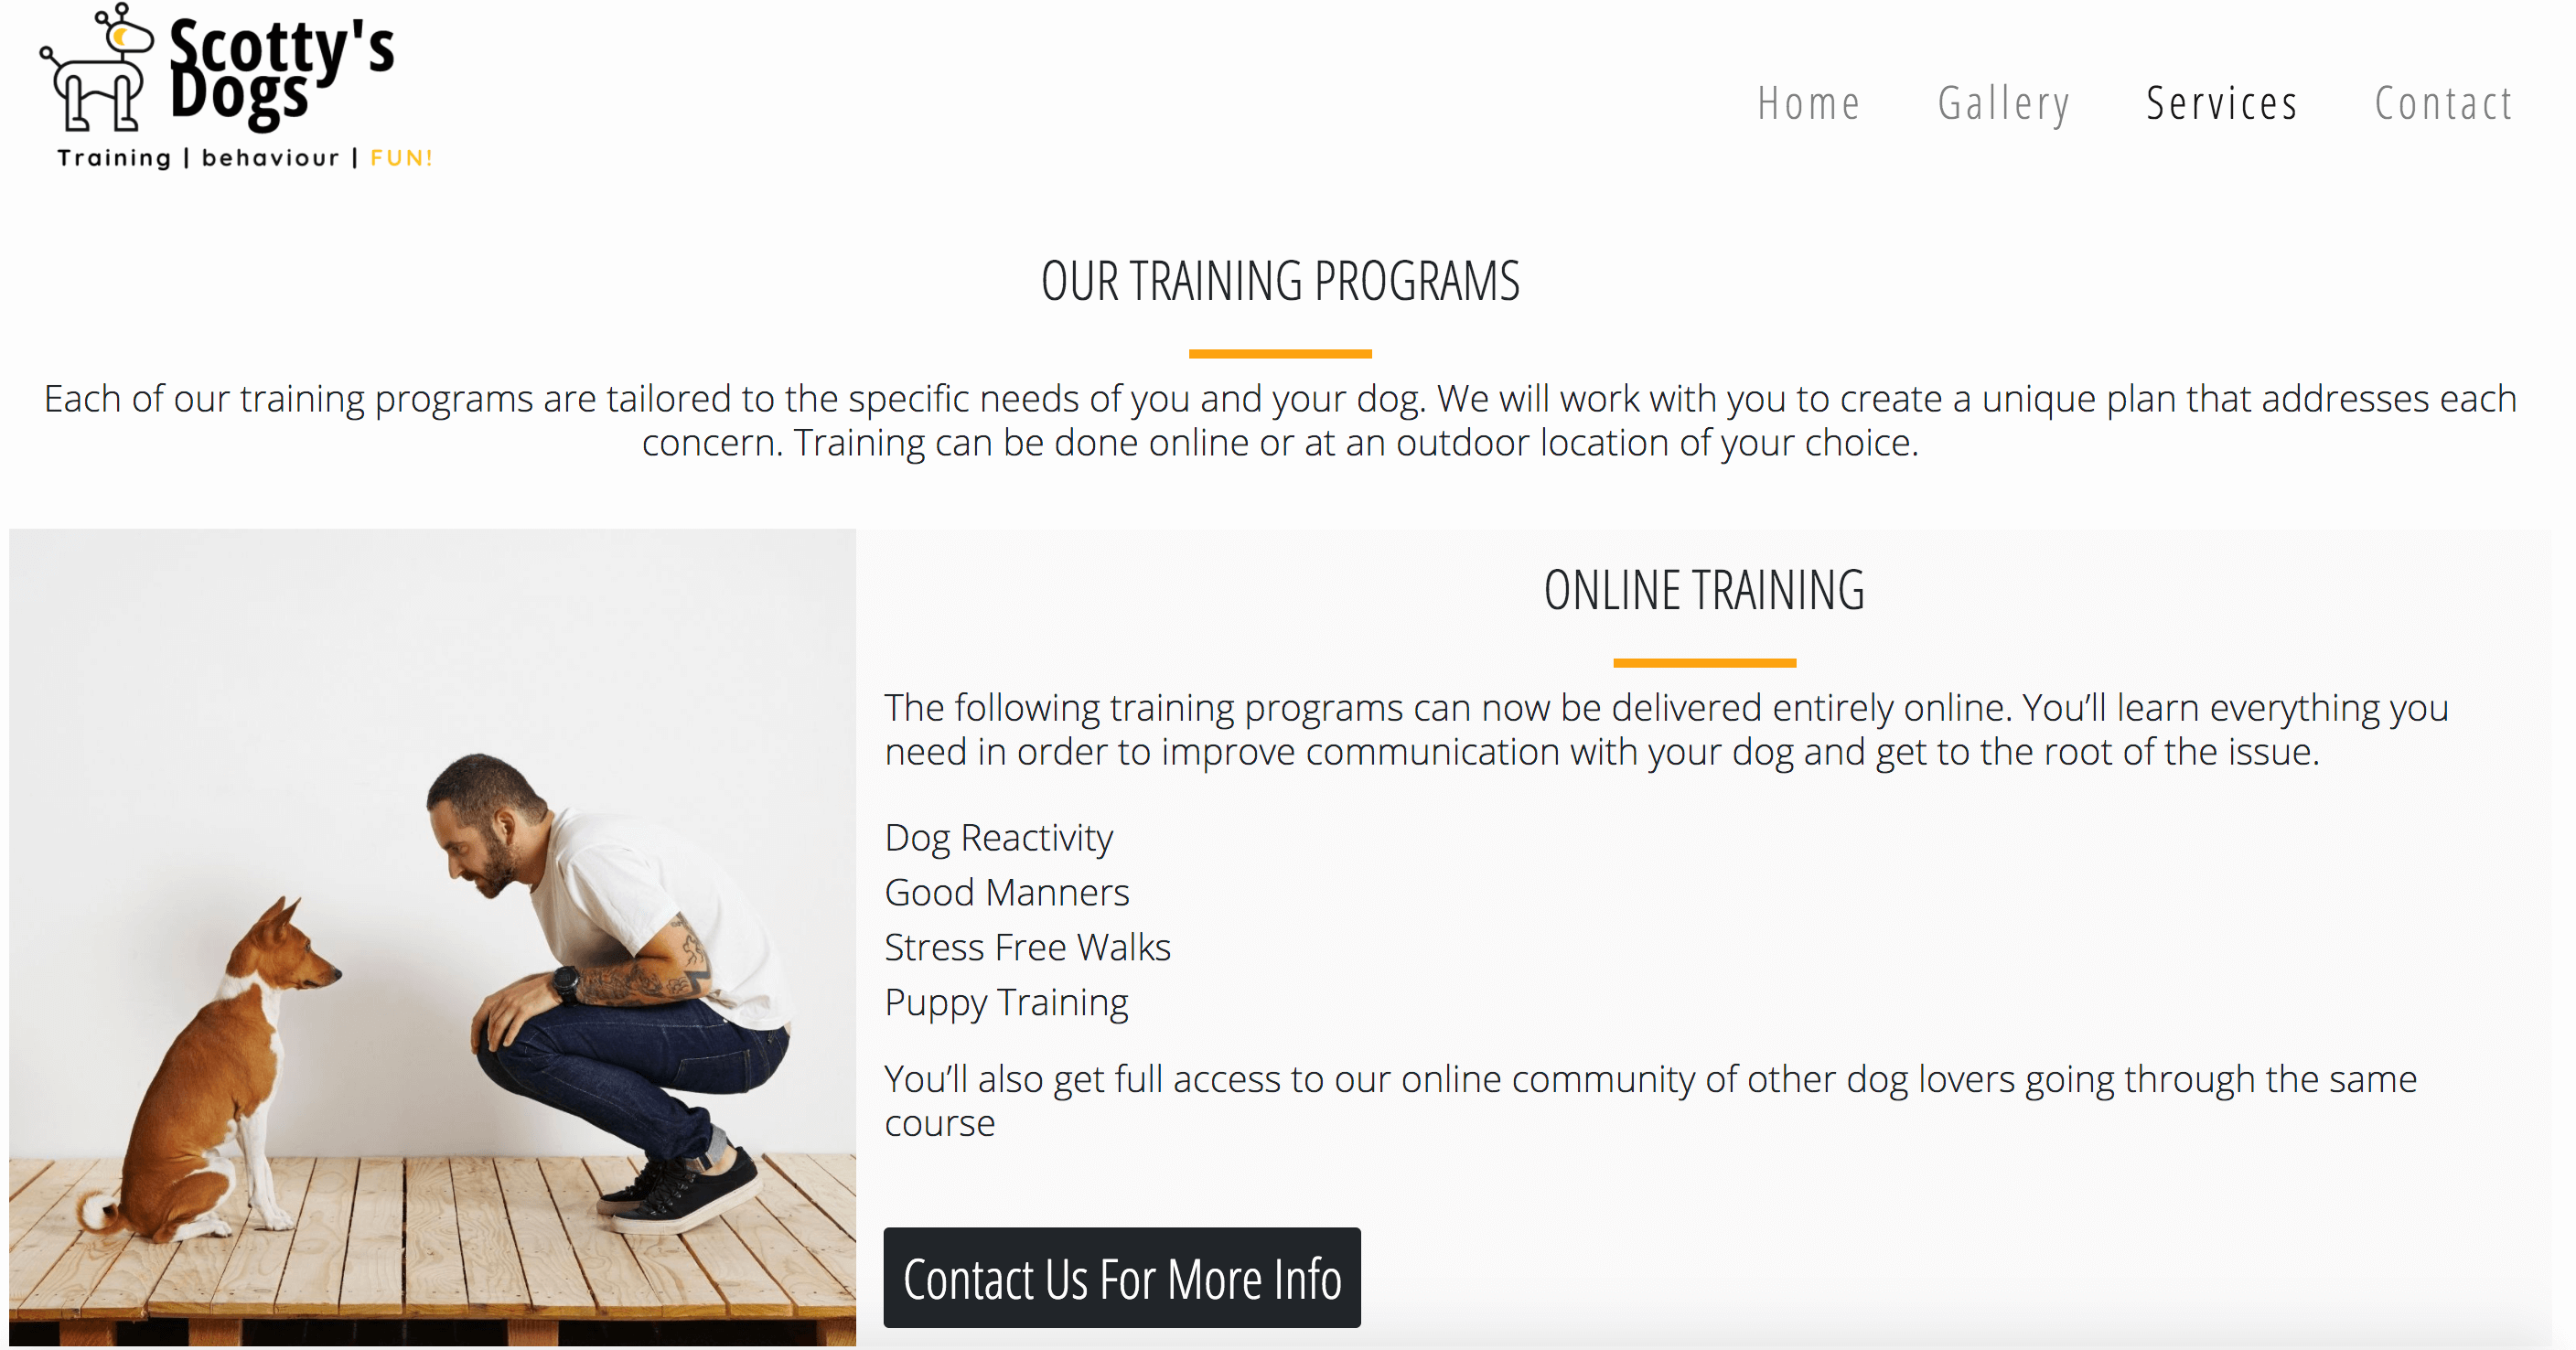 Scotty's
Dogs
Training | behaviour | FUN!
Home Gallery Services Contact
OUR TRAINING PROGRAMS
Each of our training programs are tailored to the specific needs of you and your dog. We will work with you to create a unique plan that addresses each
concern. Training can be done online or at an outdoor location of your choice.
ONLINE TRAINING
The following training programs can now be delivered entirely online. You’ll learn everything you
need in order to improve communication with your dog and get to the root of the issue.
Dog Reactivity
Good Manners
Stress Free Walks
Puppy Training
You’ll also get full access to our online community of other dog lovers going through the same
course
Contact Us For More Info